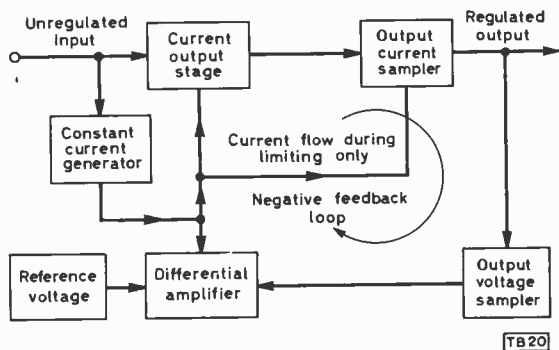 Unregulated
input
Current
output
stage
Output
current
sampler
Regulated
output
Constant
current
generator
Current flow during
limiting only
Negative feedback
loop
Reference
voltage
Differential
amplifier
Output
voltage
sampler
TB20